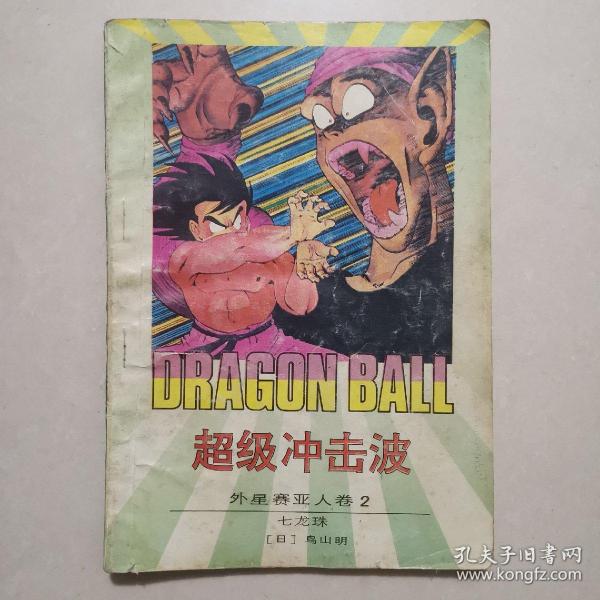 DRAGON BALL
超级冲击波
外星赛亚人卷2
七龙珠
[日]鸟山明
孔夫子旧书网
www.kongfz.com